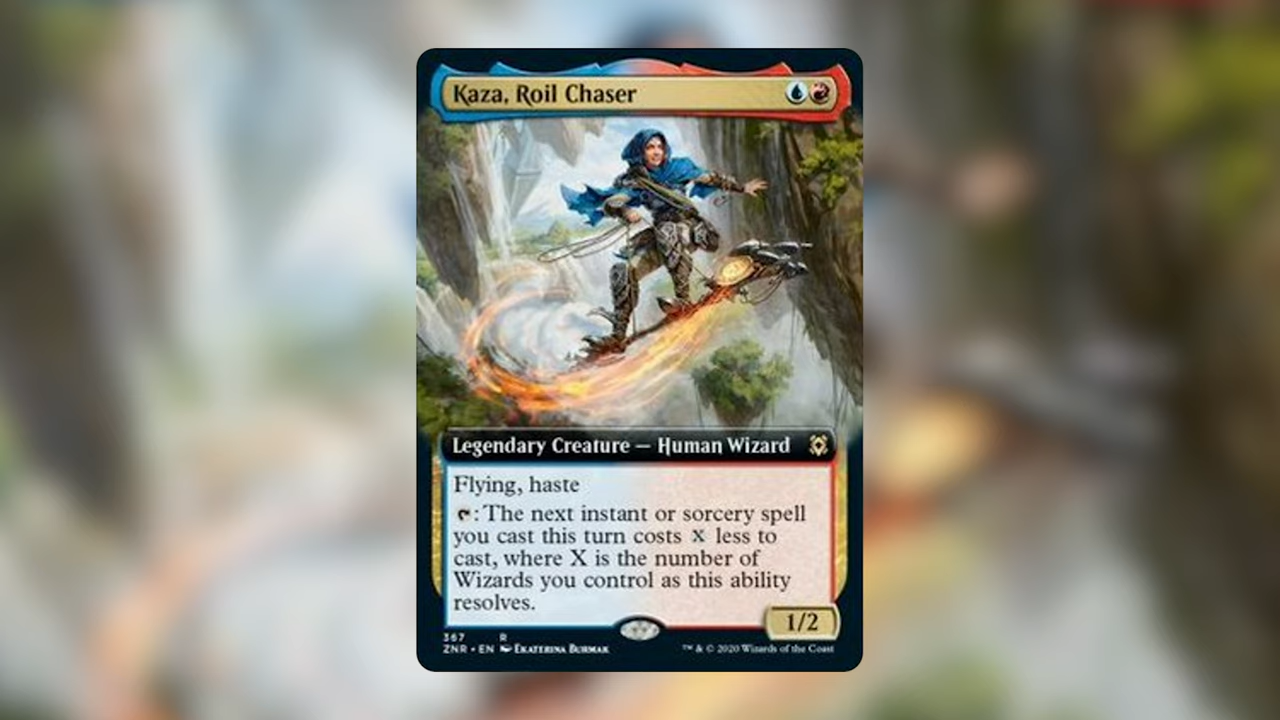 Kaza, Roil Chaser
Legendary Creature — Human Wizard
Flying, haste
: The next instant or sorcery spell
you cast this turn costs X less to
cast, where X is the number of
Wizards you control as this ability
resolves.
1/2
367 R
ZNR • EN Ekaterina Burmak
™ & © 2020 Wizards of the Coast